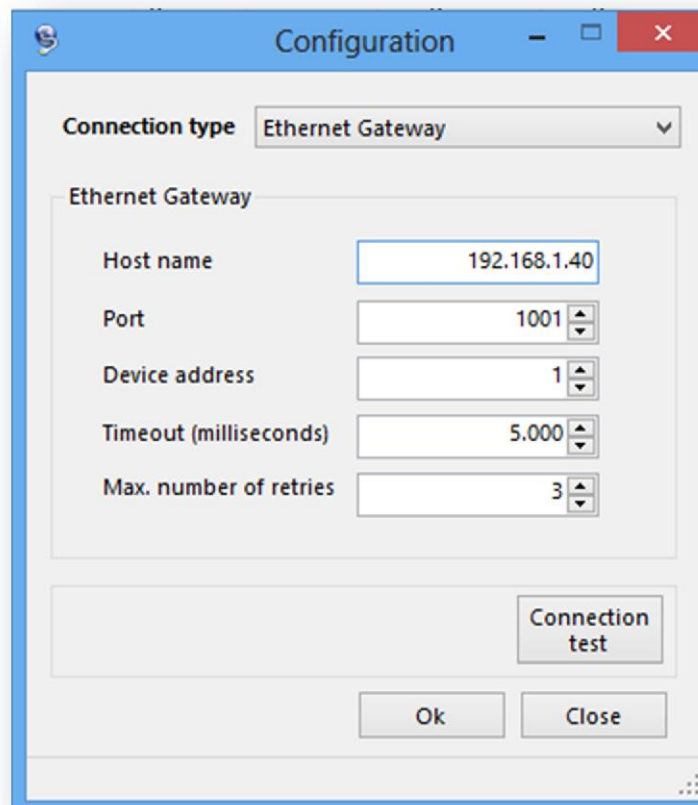 Configuration
Connection type Ethernet Gateway
Ethernet Gateway
Host name 192.168.1.40
Port 1001
Device address 1
Timeout (milliseconds) 5.000
Max. number of retries 3
Connection
test
Ok Close